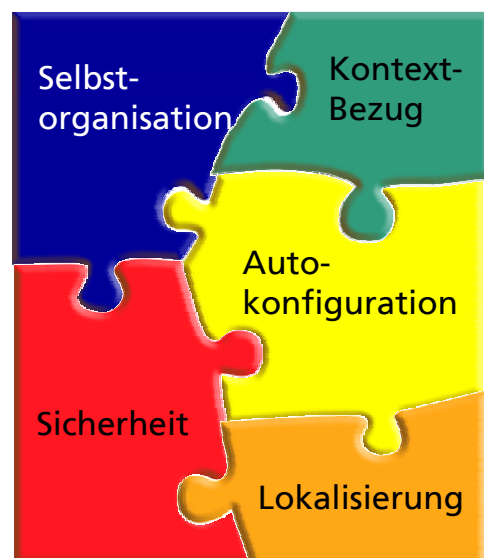 Selbst-
organisation
Kontext-
Bezug
Auto-
konfiguration
Sicherheit
Lokalisierung